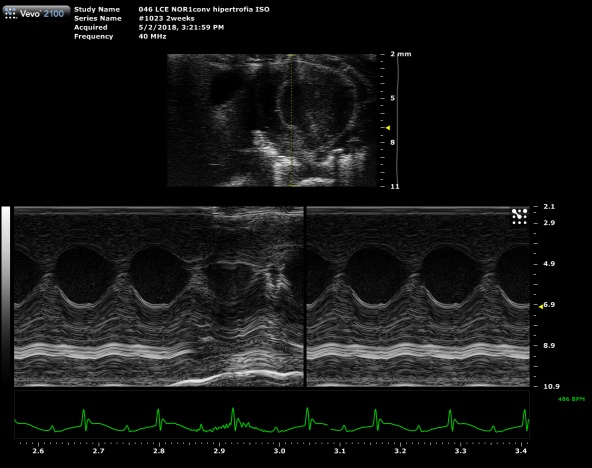 Vevo 2100
Study Name 046 LCE NOR1conv hipertrofia ISO
Series Name #1023 2weeks
Acquired 5/2/2018, 3:21:59 PM
Frequency 40 MHz
2 mm
5
8
11
2.1
2.9
4.9
6.9
8.9
10.9
486 BPM
2.6 2.7 2.8 2.9 3.0 3.1 3.2 3.3 3.4